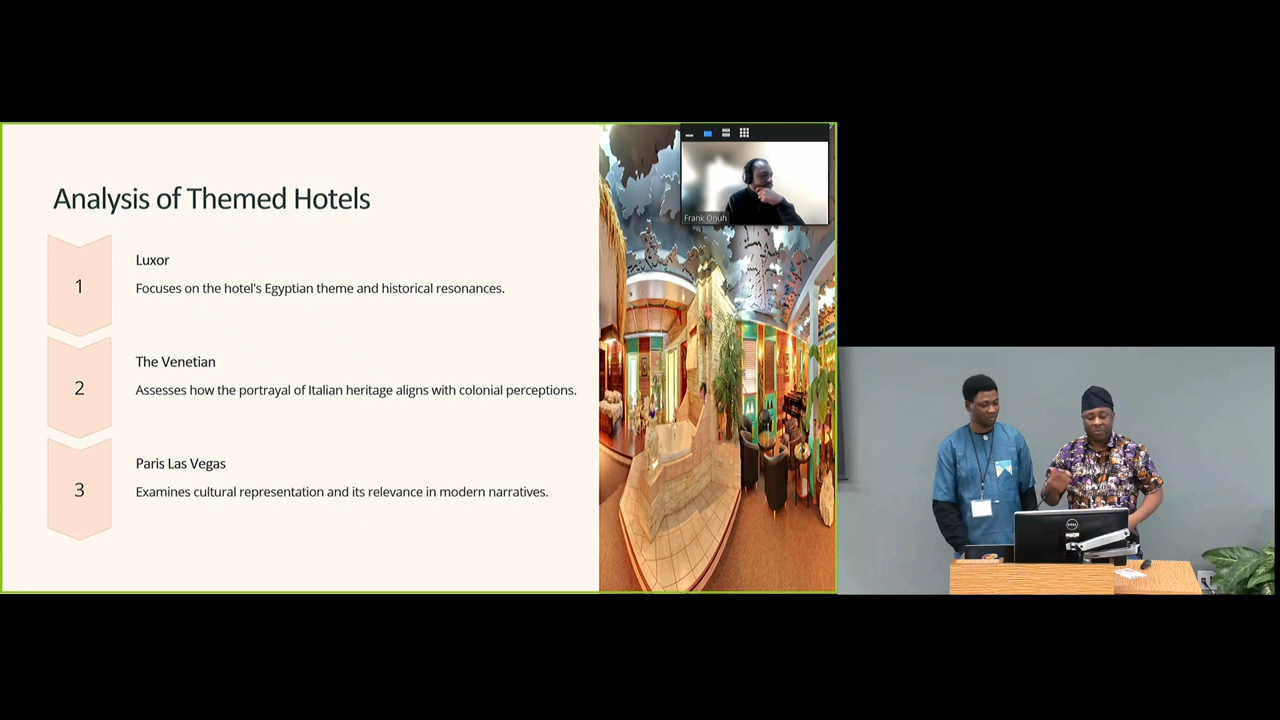 Analysis of Themed Hotels
1
Luxor
Focuses on the hotel's Egyptian theme and historical resonances.
2
The Venetian
Assesses how the portrayal of Italian heritage aligns with colonial perceptions.
3
Paris Las Vegas
Examines cultural representation and its relevance in modern narratives.
Frank Onuh
DELL